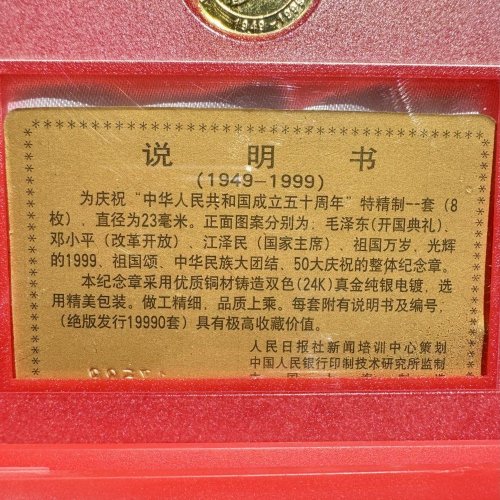 1949-1999
说明书
(1949-1999)
为庆祝“中华人民共和国成立五十周年”特精制一套(8
枚)，直径为23毫米。正面图案分别为：毛泽东(开国典礼)、
邓小平（改革开放）、江泽民（国家主席）、祖国万岁、光辉
的1999、祖国颂、中华民族大团结、50大庆祝的整体纪念章。
本纪念章采用优质铜材铸造双色(24K)真金纯银电镀，选
用精美包装。做工精细，品质上乘。每套附有说明书及编号，
(绝版发行19990套）具有极高收藏价值。
人民日报社新闻培训中心策划
中国人民银行印制技术研究所监制